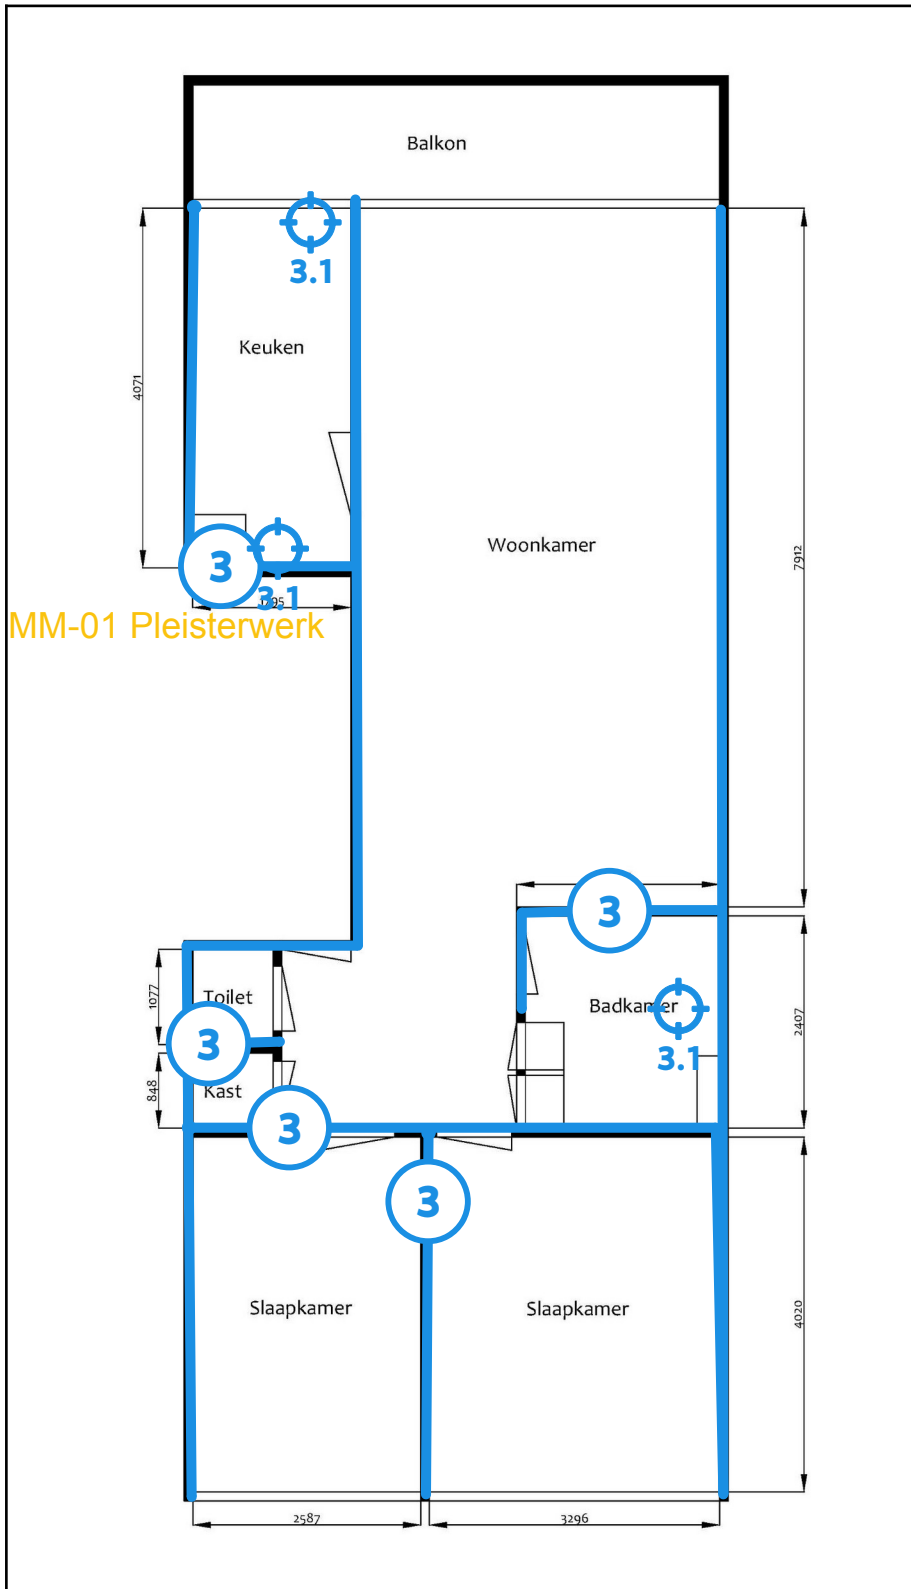 Balkon
3.1
Keuken
4071
Woonkamer
7912
3
3.1
MM-01 Pleisterwerk
3
Toilet
1077
Badkamer
2407
3
3.1
Kast
848
3
3
Slaapkamer
Slaapkamer
4020
2587
3296